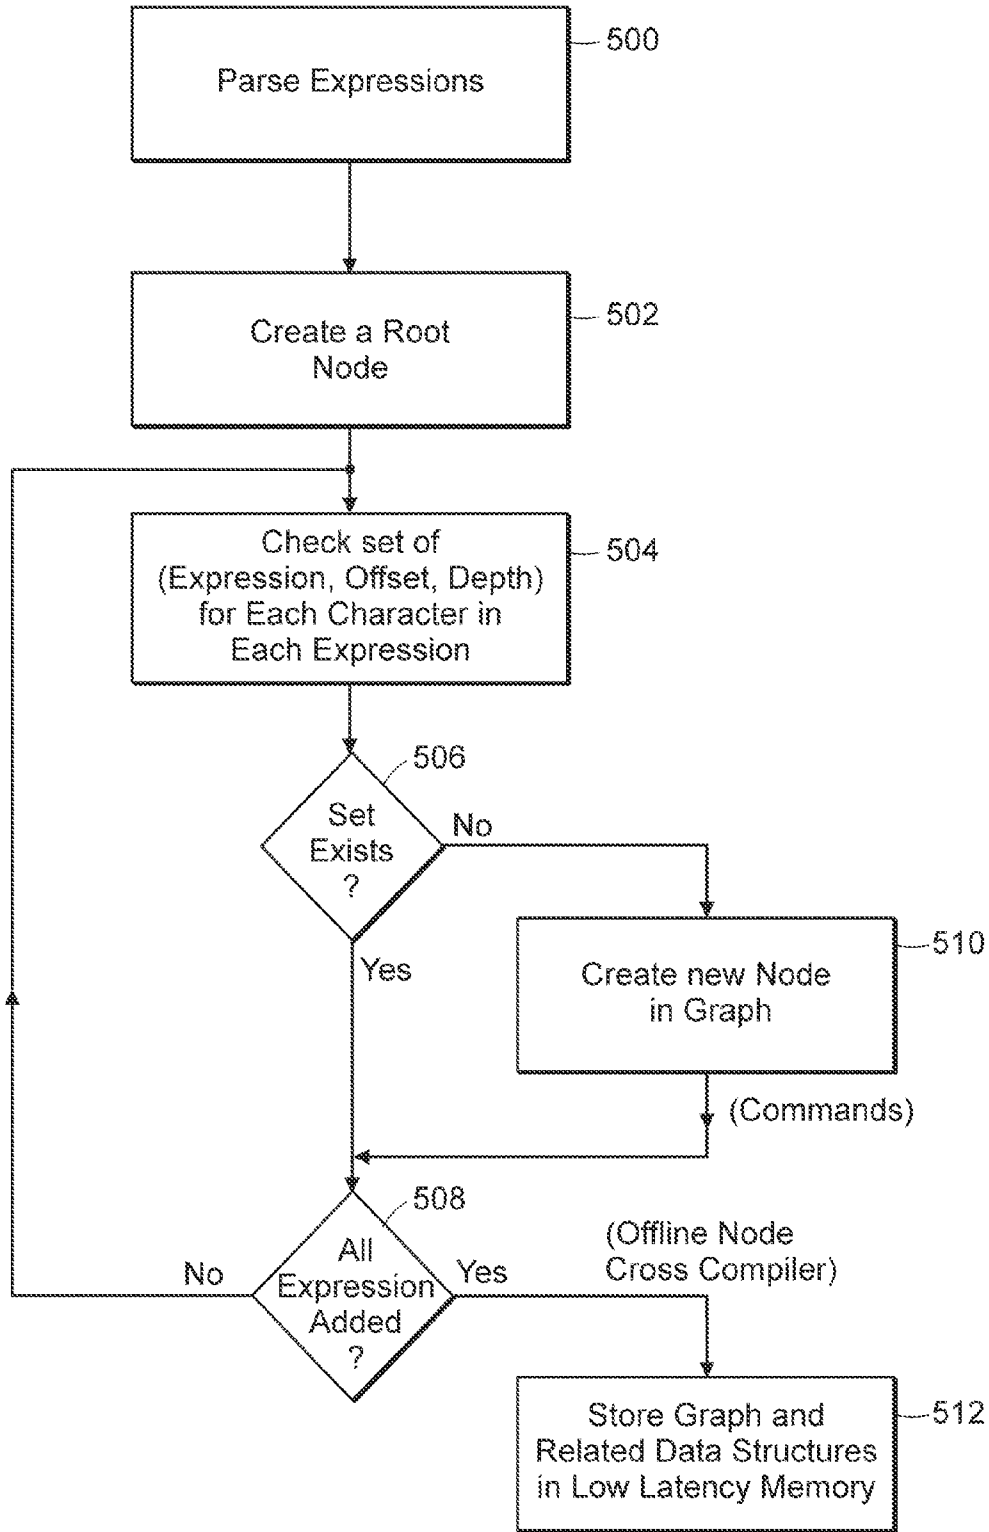 500
Parse Expressions
502
Create a Root
Node
504
Check set of
(Expression, Offset, Depth)
for Each Character in
Each Expression
506
Set
Exists
?
No
Yes
510
Create new Node
in Graph
(Commands)
508
All
Expression
Added
?
No
Yes
(Offline Node
Cross Compiler)
512
Store Graph and
Related Data Structures
in Low Latency Memory